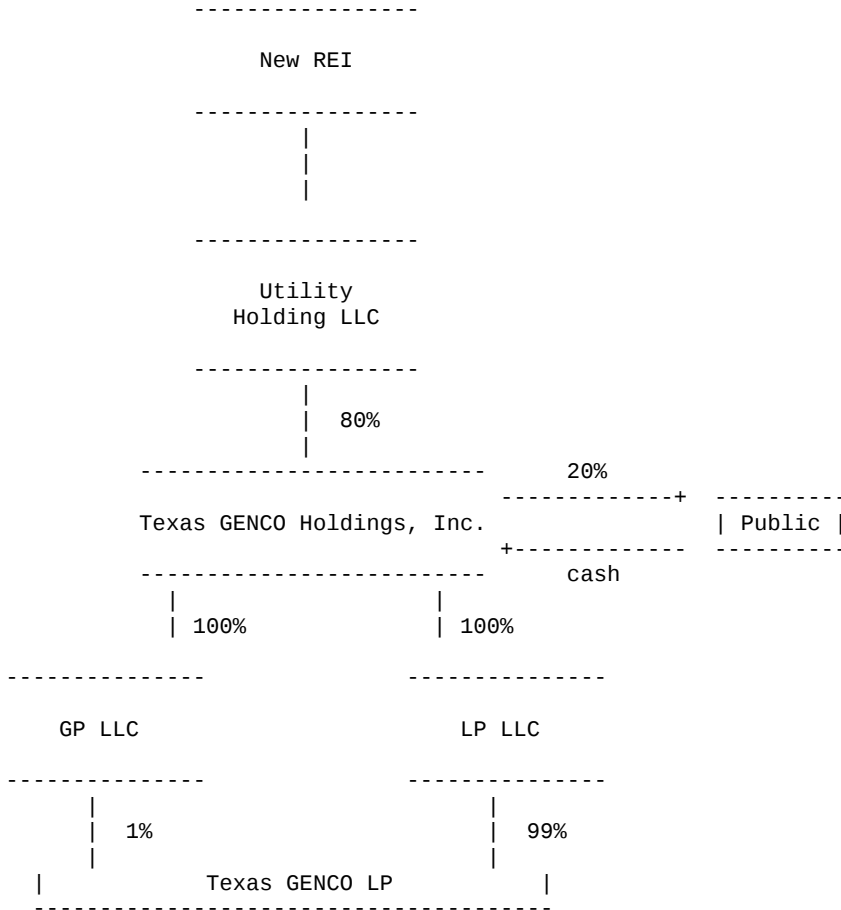 New REI
Utility
Holding LLC
80%
20%
Texas GENCO Holdings, Inc.
Public
cash
100% 100%
GP LLC LP LLC
1% 99%
Texas GENCO LP